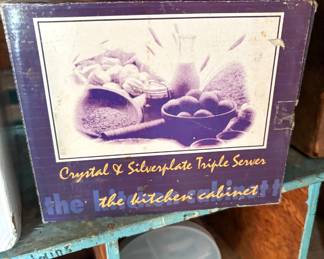 Crystal & Silverplate Triple Server
the kitchen cabinet